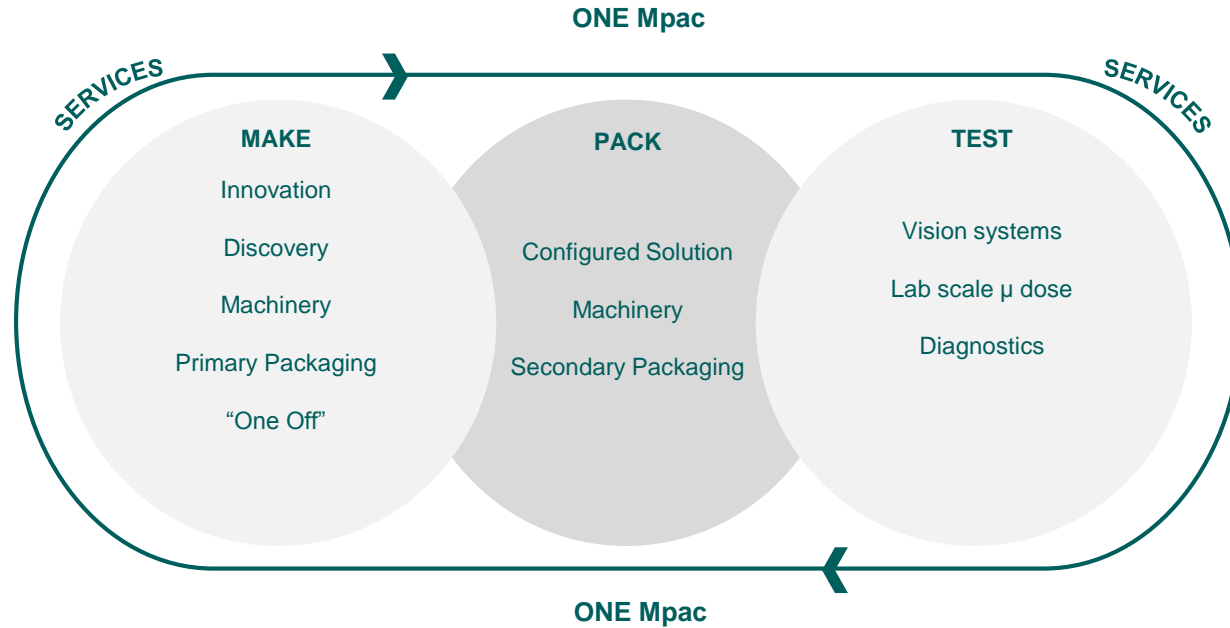 ONE Mpac
SERVICES
SERVICES
MAKE
Innovation
Discovery
Machinery
Primary Packaging
“One Off”
PACK
Configured Solution
Machinery
Secondary Packaging
TEST
Vision systems
Lab scale µ dose
Diagnostics
ONE Mpac